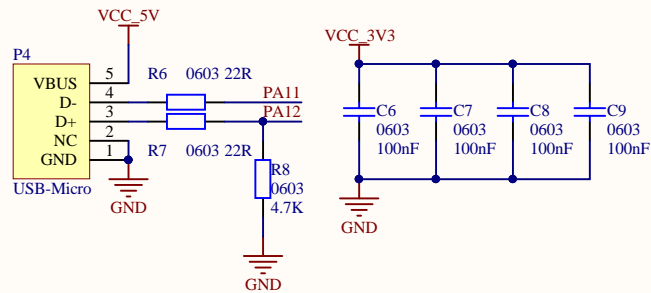 VCC_5V
P4
VBUS 5
D- 4
D+ 3
NC 2
GND 1
USB-Micro
R6 0603 22R
PA11
PA12
R7 0603 22R
R8
0603
4.7K
GND
GND
VCC_3V3
C6
0603
100nF
C7
0603
100nF
C8
0603
100nF
C9
0603
100nF
GND